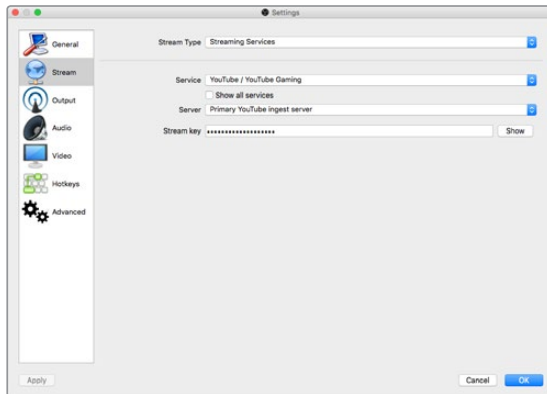 Settings
General
Stream
Output
Audio
Video
Hotkeys
Advanced
Stream Type Streaming Services
Service YouTube / YouTube Gaming
Show all services
Server Primary YouTube ingest server
Stream key •••••••••••••••••••
Show
Apply
Cancel
OK